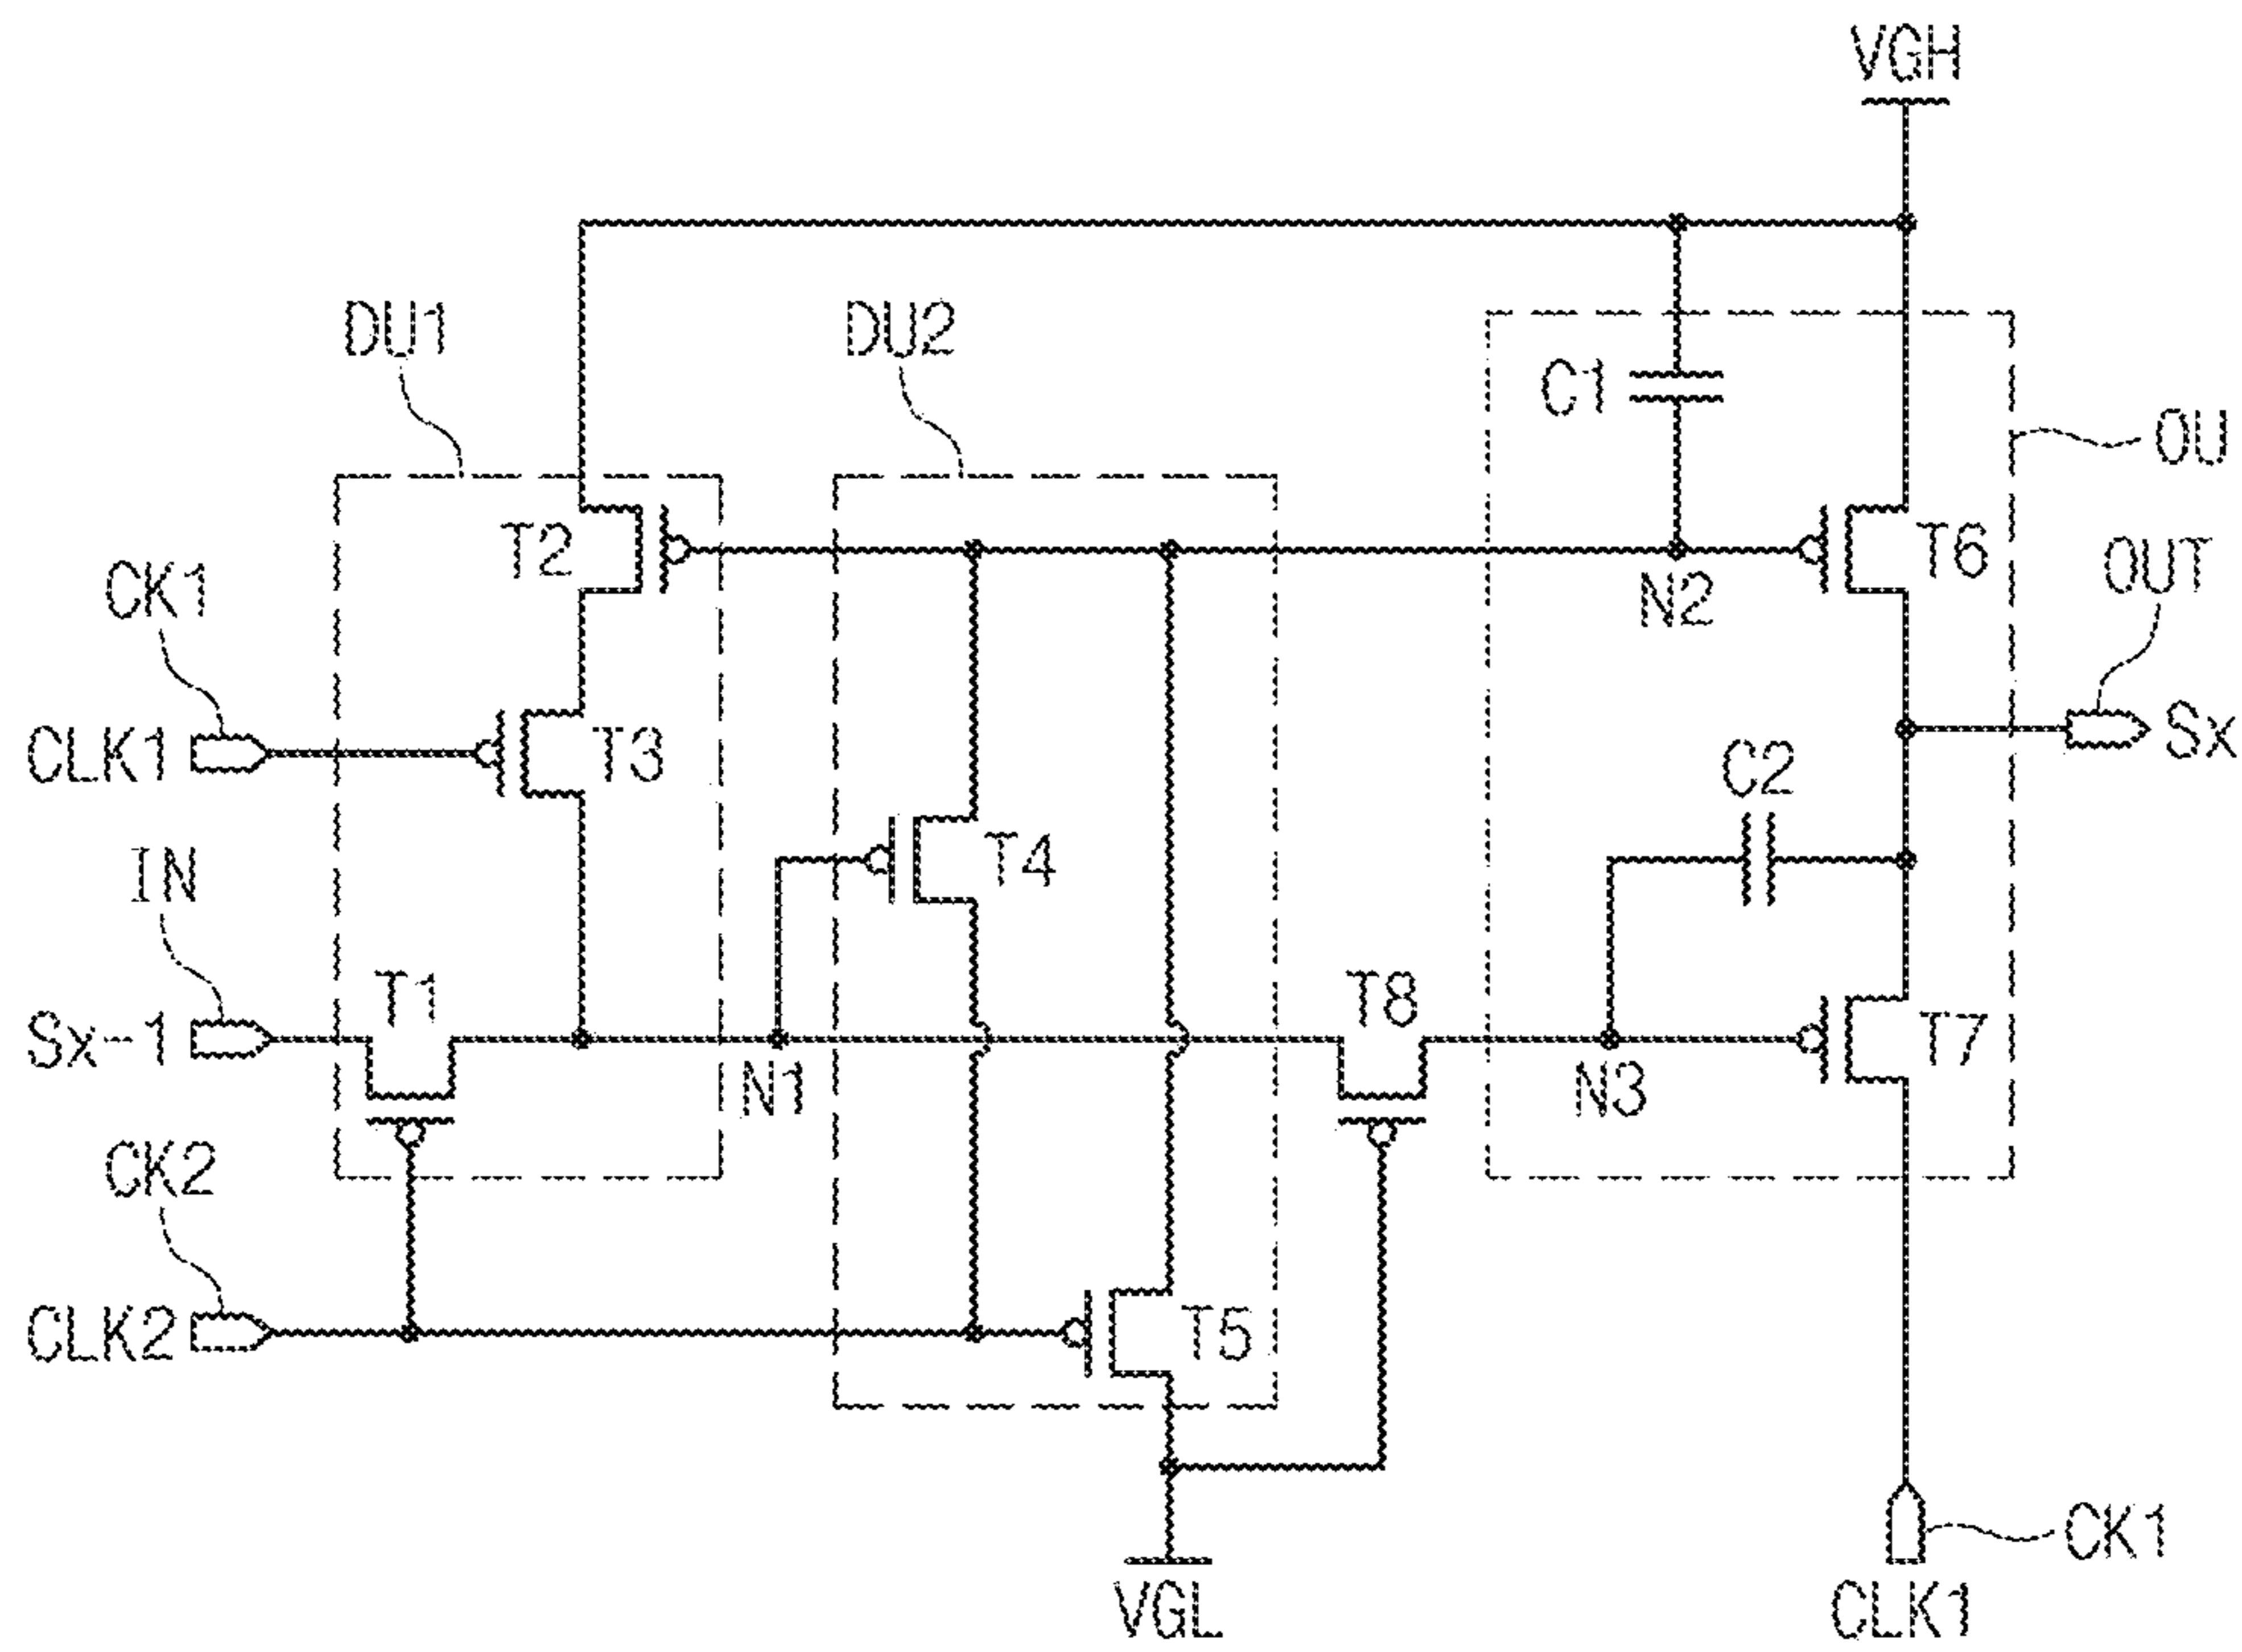 VGH
DU1
DU2
C1
OU
T2
T6
OUT
CK1
N2
CLK1
T3
Sx
C2
IN
T4
T1
T8
Sx-1
N1
N3
T7
CK2
CLK2
T5
CK1
VGL
CLK1